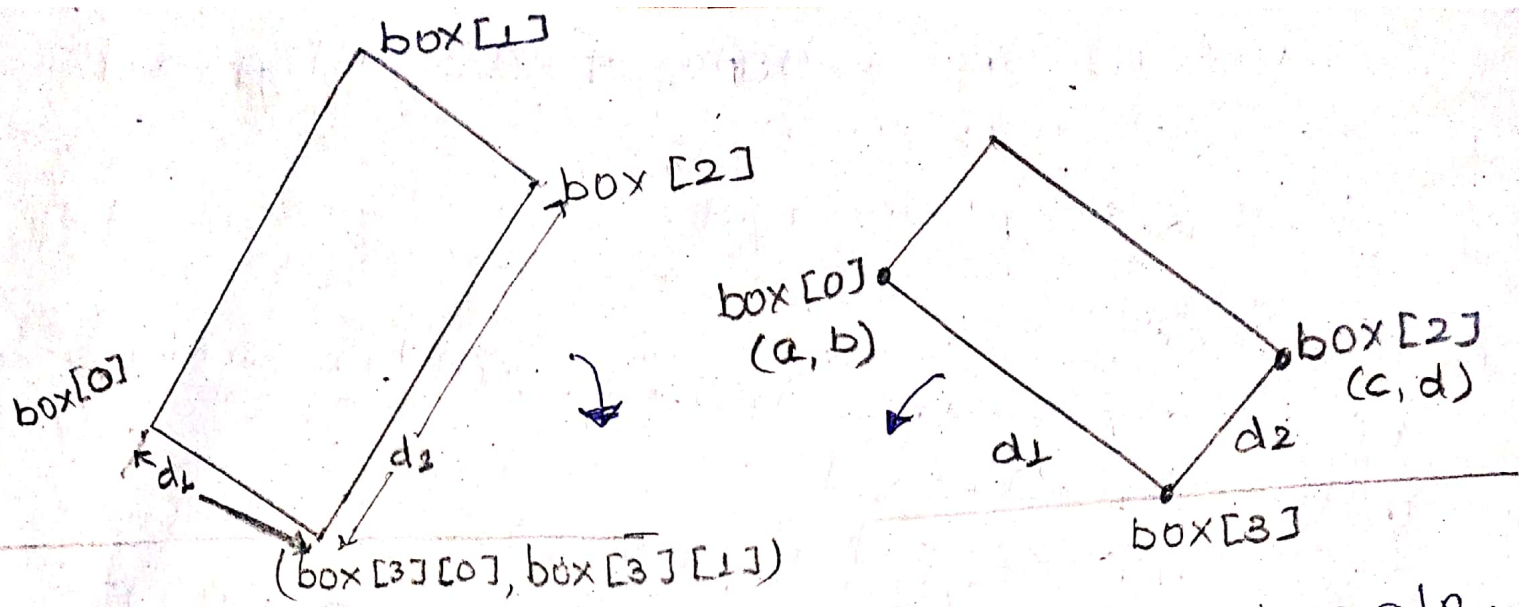 box[1]
box[2]
box[0]
d1
d2
(box[3][0], box[3][1])
box[0]
(a, b)
box[2]
(c, d)
d1
d2
box[3]